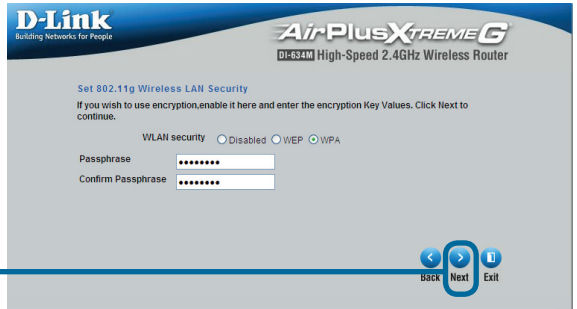 D-Link
Building Networks for People
AirPlusXTREMEG
DI-634M High-Speed 2.4GHz Wireless Router
Set 802.11g Wireless LAN Security
If you wish to use encryption,enable it here and enter the encryption Key Values. Click Next to
continue.
WLAN security Disabled WEP WPA
Passphrase ••••••••
Confirm Passphrase ••••••••
Back Next Exit